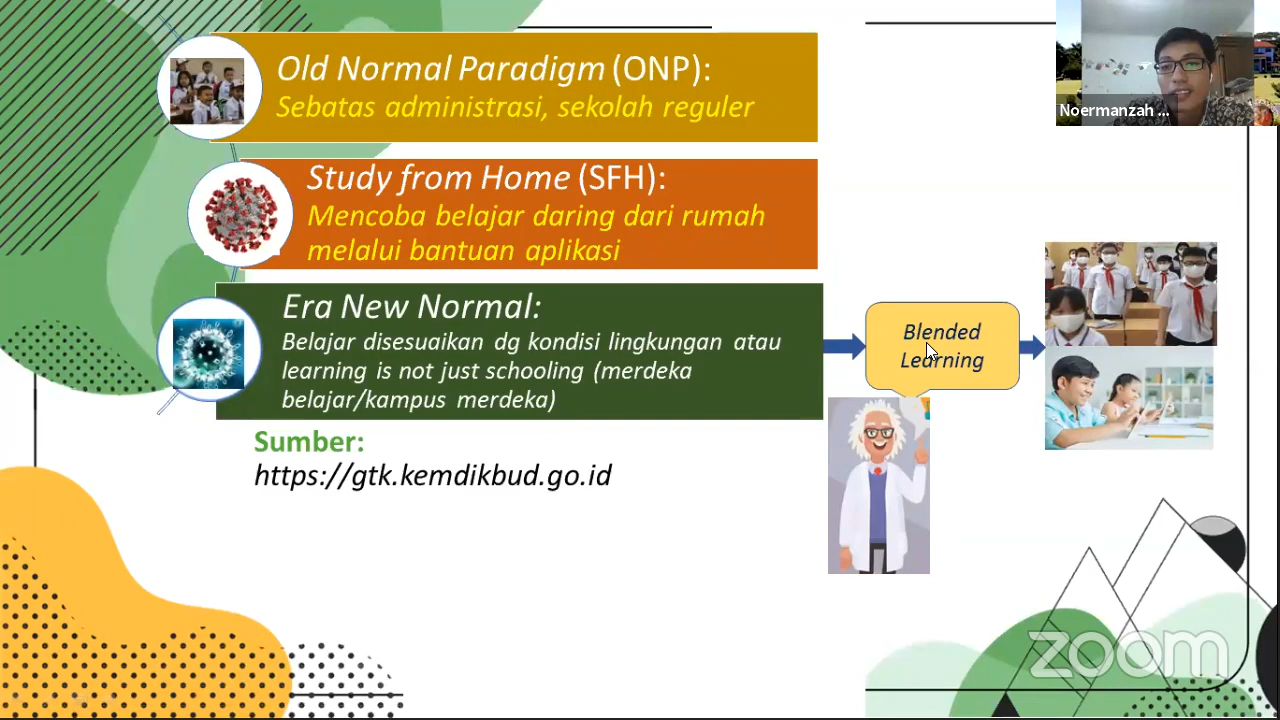 Old Normal Paradigm (ONP):
Sebatas administrasi, sekolah reguler
Study from Home (SFH):
Mencoba belajar daring dari rumah
melalui bantuan aplikasi
Era New Normal:
Belajar disesuaikan dg kondisi lingkungan atau
learning is not just schooling (merdeka
belajar/kampus merdeka)
Blended
Learning
Sumber:
https://gtk.kemdikbud.go.id
Noermanzah ...
zoom